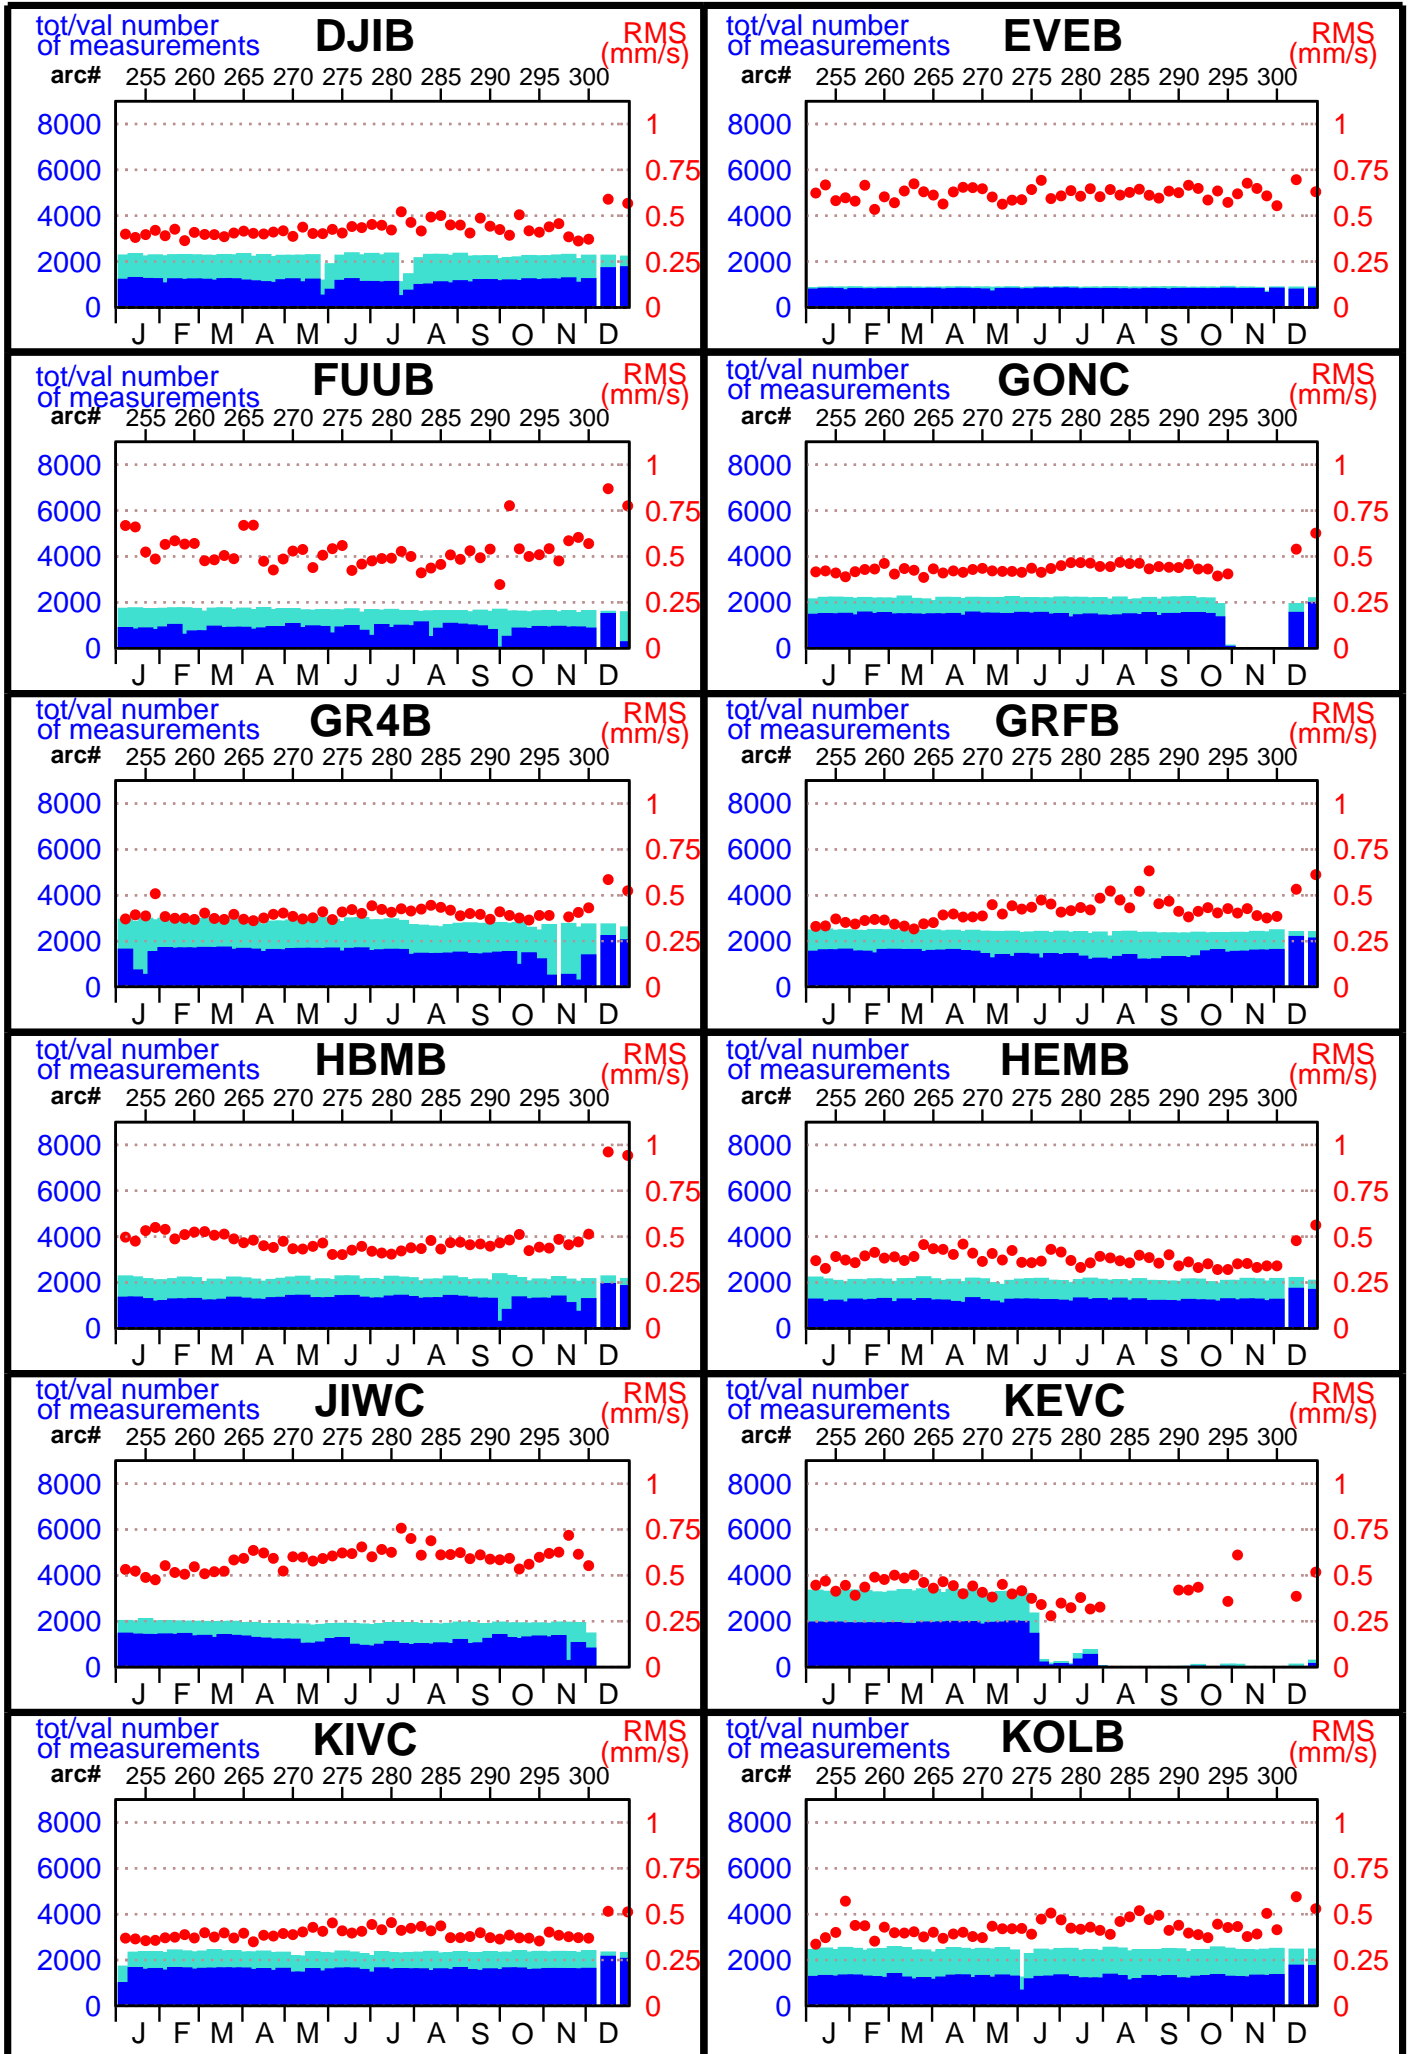 tot/val number
of measurements
DJIB
RMS
(mm/s)
arc# 255 260 265 270 275 280 285 290 295 300
8000 1
6000 0.75
4000 0.5
2000 0.25
0 0
J F M A M J J A S O N D
tot/val number
of measurements
EVEB
RMS
(mm/s)
arc# 255 260 265 270 275 280 285 290 295 300
8000 1
6000 0.75
4000 0.5
2000 0.25
0 0
J F M A M J J A S O N D
tot/val number
of measurements
FUUB
RMS
(mm/s)
arc# 255 260 265 270 275 280 285 290 295 300
8000 1
6000 0.75
4000 0.5
2000 0.25
0 0
J F M A M J J A S O N D
tot/val number
of measurements
GONC
RMS
(mm/s)
arc# 255 260 265 270 275 280 285 290 295 300
8000 1
6000 0.75
4000 0.5
2000 0.25
0 0
J F M A M J J A S O N D
tot/val number
of measurements
GR4B
RMS
(mm/s)
arc# 255 260 265 270 275 280 285 290 295 300
8000 1
6000 0.75
4000 0.5
2000 0.25
0 0
J F M A M J J A S O N D
tot/val number
of measurements
GRFB
RMS
(mm/s)
arc# 255 260 265 270 275 280 285 290 295 300
8000 1
6000 0.75
4000 0.5
2000 0.25
0 0
J F M A M J J A S O N D
tot/val number
of measurements
HBMB
RMS
(mm/s)
arc# 255 260 265 270 275 280 285 290 295 300
8000 1
6000 0.75
4000 0.5
2000 0.25
0 0
J F M A M J J A S O N D
tot/val number
of measurements
HEMB
RMS
(mm/s)
arc# 255 260 265 270 275 280 285 290 295 300
8000 1
6000 0.75
4000 0.5
2000 0.25
0 0
J F M A M J J A S O N D
tot/val number
of measurements
JIWC
RMS
(mm/s)
arc# 255 260 265 270 275 280 285 290 295 300
8000 1
6000 0.75
4000 0.5
2000 0.25
0 0
J F M A M J J A S O N D
tot/val number
of measurements
KEVC
RMS
(mm/s)
arc# 255 260 265 270 275 280 285 290 295 300
8000 1
6000 0.75
4000 0.5
2000 0.25
0 0
J F M A M J J A S O N D
tot/val number
of measurements
KIVC
RMS
(mm/s)
arc# 255 260 265 270 275 280 285 290 295 300
8000 1
6000 0.75
4000 0.5
2000 0.25
0 0
J F M A M J J A S O N D
tot/val number
of measurements
KOLB
RMS
(mm/s)
arc# 255 260 265 270 275 280 285 290 295 300
8000 1
6000 0.75
4000 0.5
2000 0.25
0 0
J F M A M J J A S O N D